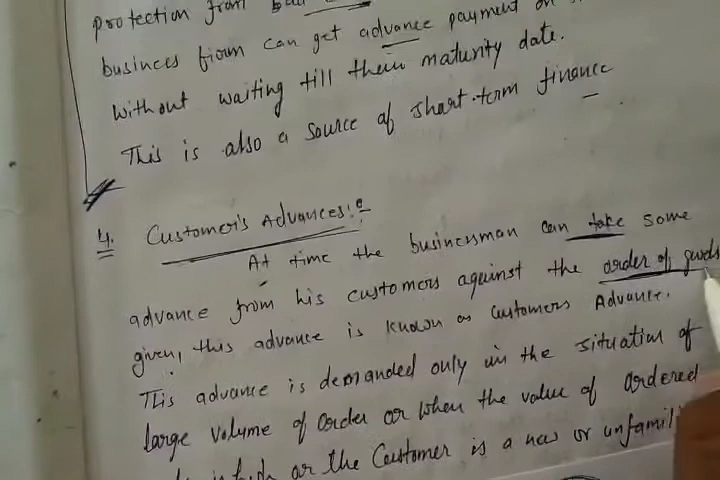 protection from bad
business firm can get advance payment on
without waiting till their maturity date.
This is also a source of short-term finance
4. Customer's Advances:-
At time the businessman can take some
advance from his customers against the order of goods
given, this advance is known as Customers Advance.
This advance is demanded only in the situation of
large volume of order or when the value of ordered
or the Customer is a new or unfamili